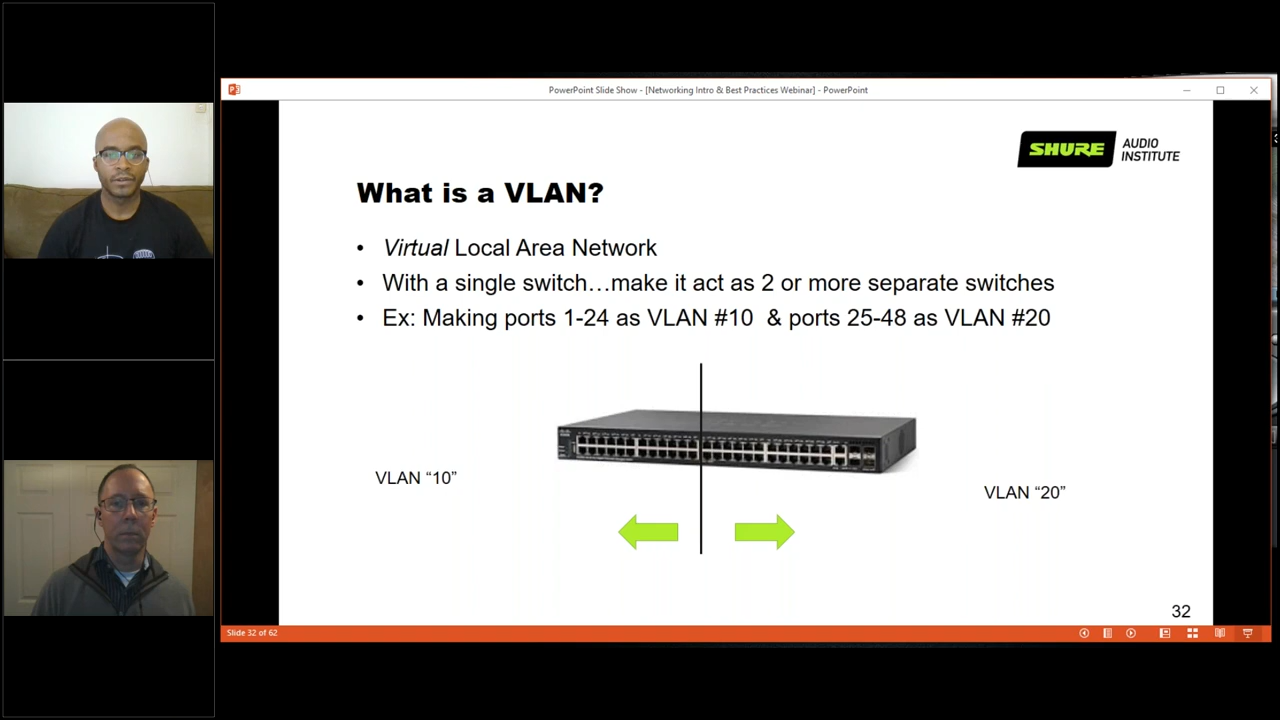 PowerPoint Slide Show - [Networking Intro & Best Practices Webinar] - PowerPoint
SHURE AUDIO
INSTITUTE
What is a VLAN?
• Virtual Local Area Network
• With a single switch…make it act as 2 or more separate switches
• Ex: Making ports 1-24 as VLAN #10 & ports 25-48 as VLAN #20
VLAN “10”
VLAN “20”
32
Slide 32 of 62